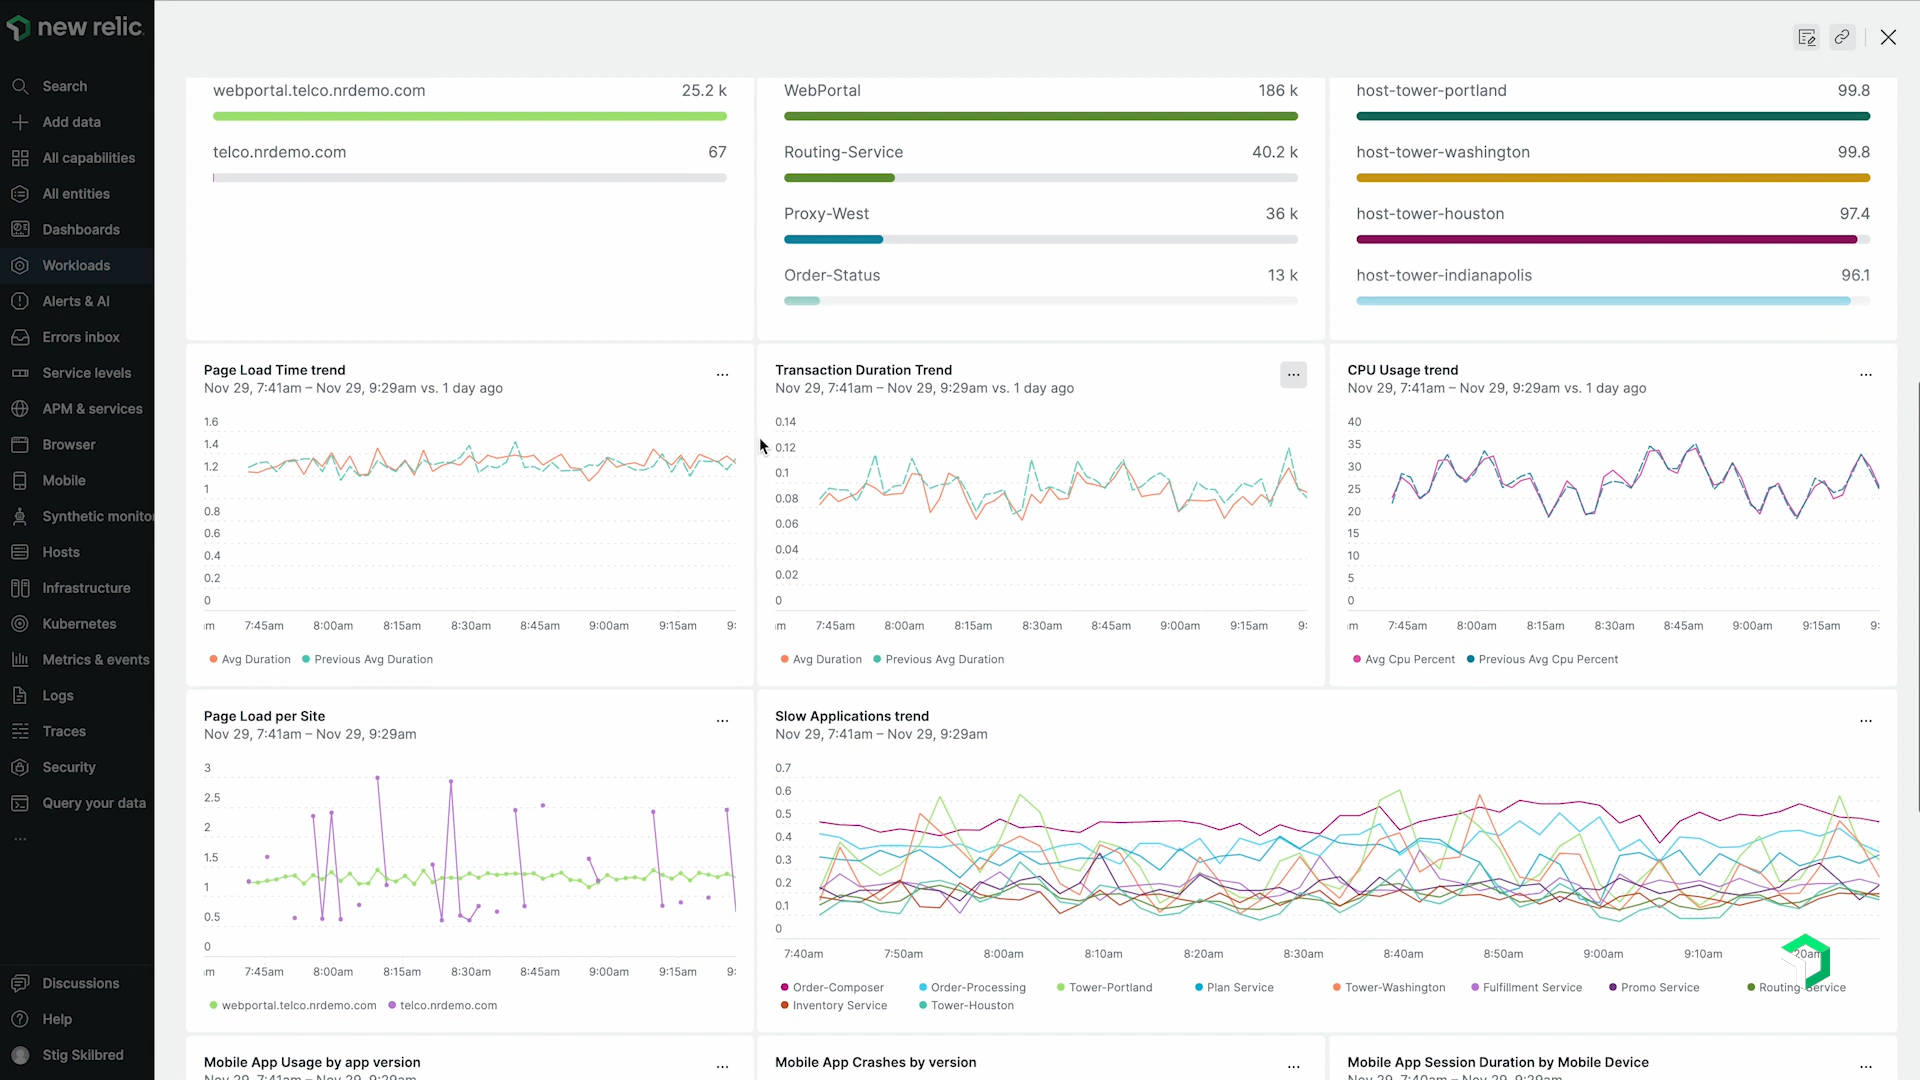 new relic
Search
Add data
All capabilities
All entities
Dashboards
Workloads
Alerts & AI
Errors inbox
Service levels
APM & services
Browser
Mobile
Synthetic monitor
Hosts
Infrastructure
Kubernetes
Metrics & events
Logs
Traces
Security
Query your data
...
Discussions
Help
Stig Skilbred
webportal.telco.nrdemo.com 25.2 k
telco.nrdemo.com 67
WebPortal 186 k
Routing-Service 40.2 k
Proxy-West 36 k
Order-Status 13 k
host-tower-portland 99.8
host-tower-washington 99.8
host-tower-houston 97.4
host-tower-indianapolis 96.1
Page Load Time trend
Nov 29, 7:41am – Nov 29, 9:29am vs. 1 day ago
1.6
1.4
1.2
1
0.8
0.6
0.4
0.2
0
m 7:45am 8:00am 8:15am 8:30am 8:45am 9:00am 9:15am 9:
Avg Duration Previous Avg Duration
Transaction Duration Trend
Nov 29, 7:41am – Nov 29, 9:29am vs. 1 day ago
0.14
0.12
0.1
0.08
0.06
0.04
0.02
0
m 7:45am 8:00am 8:15am 8:30am 8:45am 9:00am 9:15am 9:
Avg Duration Previous Avg Duration
CPU Usage trend
Nov 29, 7:41am – Nov 29, 9:29am vs. 1 day ago
40
35
30
25
20
15
10
5
0
m 7:45am 8:00am 8:15am 8:30am 8:45am 9:00am 9:15am 9:
Avg Cpu Percent Previous Avg Cpu Percent
Page Load per Site
Nov 29, 7:41am – Nov 29, 9:29am
3
2.5
2
1.5
1
0.5
0
m 7:45am 8:00am 8:15am 8:30am 8:45am 9:00am 9:15am 9:
webportal.telco.nrdemo.com telco.nrdemo.com
Slow Applications trend
Nov 29, 7:41am – Nov 29, 9:29am
0.7
0.6
0.5
0.4
0.3
0.2
0.1
0
7:40am 7:50am 8:00am 8:10am 8:20am 8:30am 8:40am 8:50am 9:00am 9:10am 20am
Order-Composer Order-Processing Tower-Portland Plan Service Tower-Washington Fulfillment Service Promo Service Routing-Service
Inventory Service Tower-Houston
Mobile App Usage by app version
Nov 29, 7:41am – Nov 29, 9:29am
Mobile App Crashes by version
Mobile App Session Duration by Mobile Device
Nov 29, 7:40am – Nov 29, 9:29am